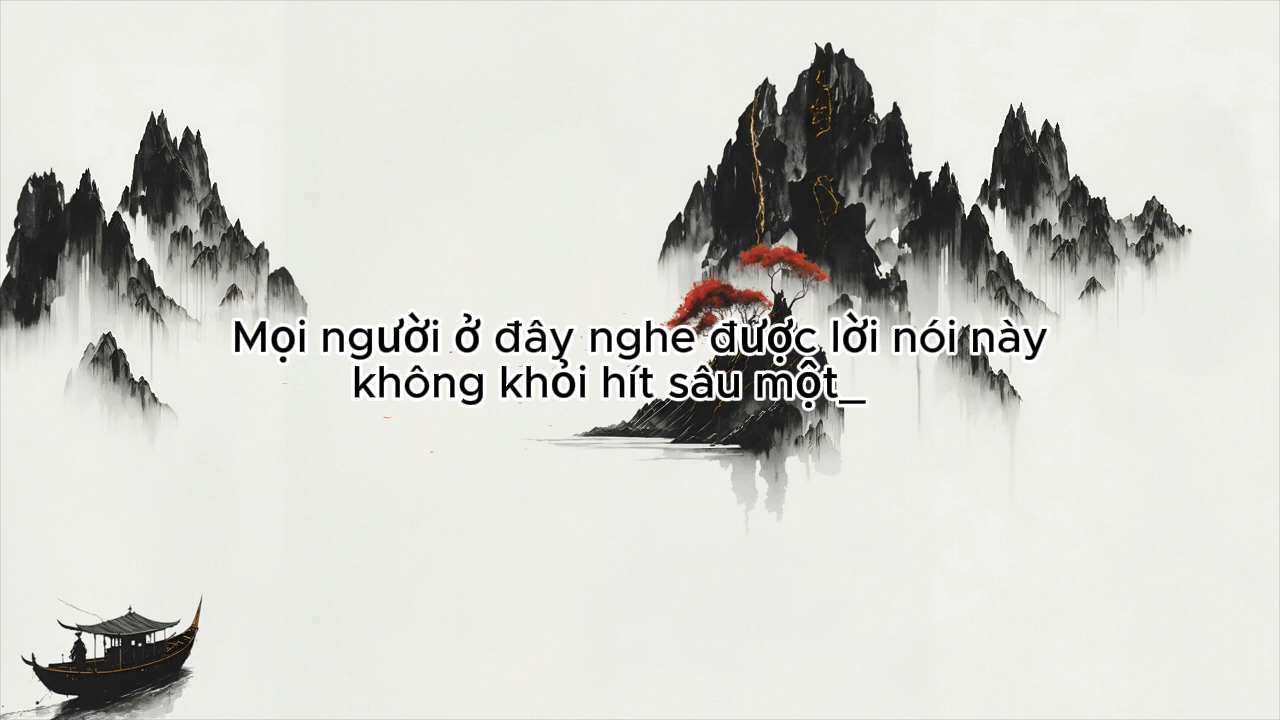 Mọi người ở đây nghe được lời nói này
không khỏi hít sâu một_